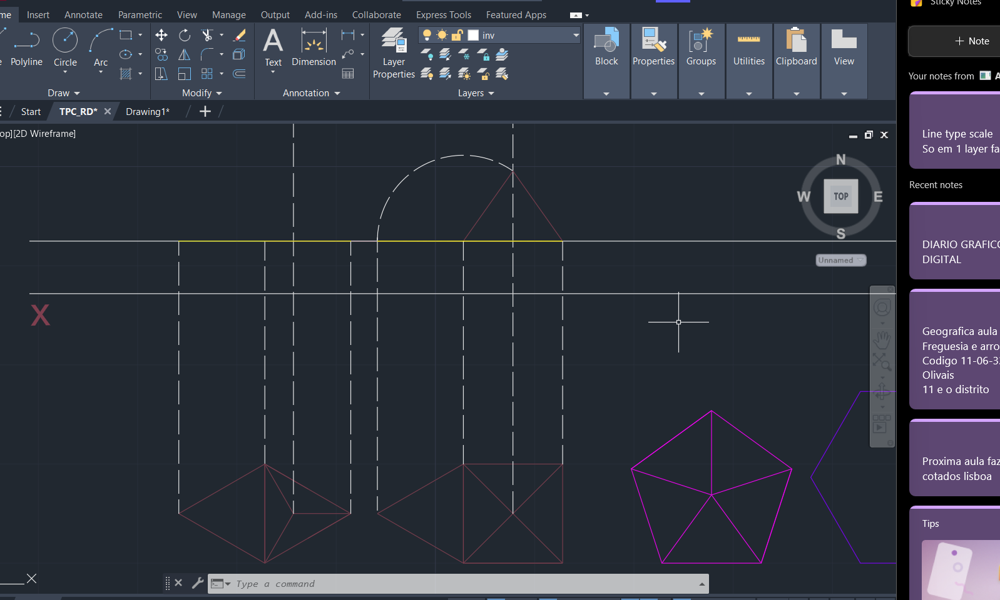 Sticky Notes
me Insert Annotate Parametric View Manage Output Add-ins Collaborate Express Tools Featured Apps
inv
Polyline Circle Arc
Text Dimension
Layer Properties
Block Properties Groups Utilities Clipboard View
Draw Modify Annotation Layers
Start TPC_RD* Drawing1*
op][2D Wireframe]
N
W TOP E
S
Unnamed
X
Type a command
Note
Your notes from A
Line type scale
So em 1 layer fa
Recent notes
DIARIO GRAFICO
DIGITAL
Geografica aula
Freguesia e arro
Codigo 11-06-3
Olivais
11 e o distrito
Proxima aula faz
cotados lisboa
Tips